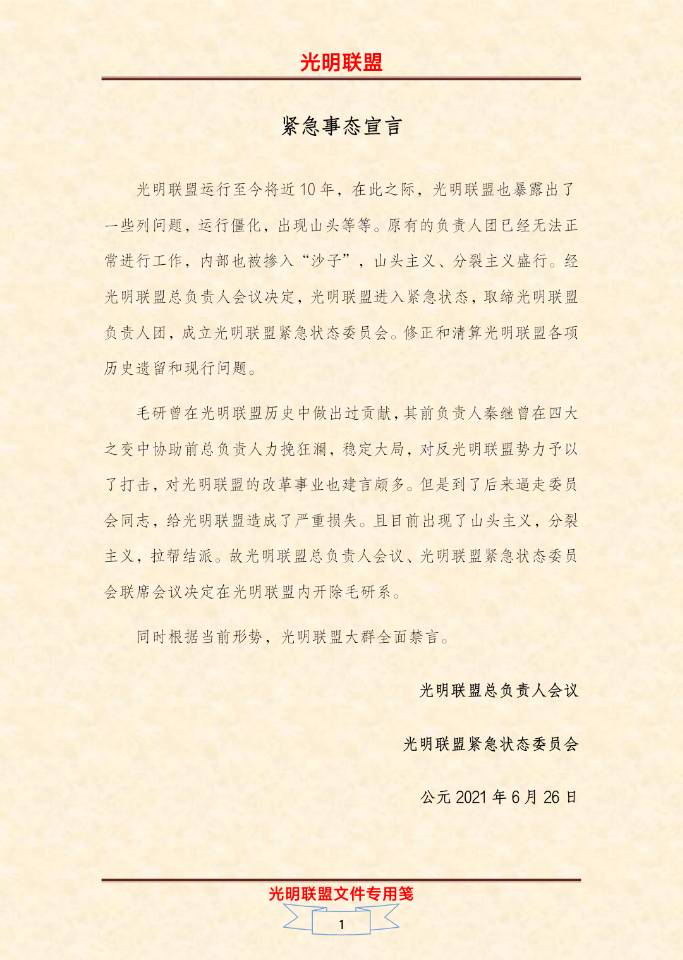 光明联盟
紧急事态宣言
光明联盟运行至今将近10年，在此之际，光明联盟也暴露出了
一些列问题，运行僵化，出现山头等等。原有的负责人团已经无法正
常进行工作，内部也被掺入“沙子”，山头主义、分裂主义盛行。经
光明联盟总负责人会议决定，光明联盟进入紧急状态，取缔光明联盟
负责人团，成立光明联盟紧急状态委员会。修正和清算光明联盟各项
历史遗留和现行问题。
毛研曾在光明联盟历史中做出过贡献，其前负责人秦继曾在四大
之变中协助前总负责人力挽狂澜，稳定大局，对反光明联盟势力予以
了打击，对光明联盟的改革事业也建言颇多。但是到了后来逼走委员
会同志，给光明联盟造成了严重损失。且目前出现了山头主义，分裂
主义，拉帮结派。故光明联盟总负责人会议、光明联盟紧急状态委员
会联席会议决定在光明联盟内开除毛研系。
同时根据当前形势，光明联盟大群全面禁言。
光明联盟总负责人会议
光明联盟紧急状态委员会
公元2021年6月26日
光明联盟文件专用笺
1